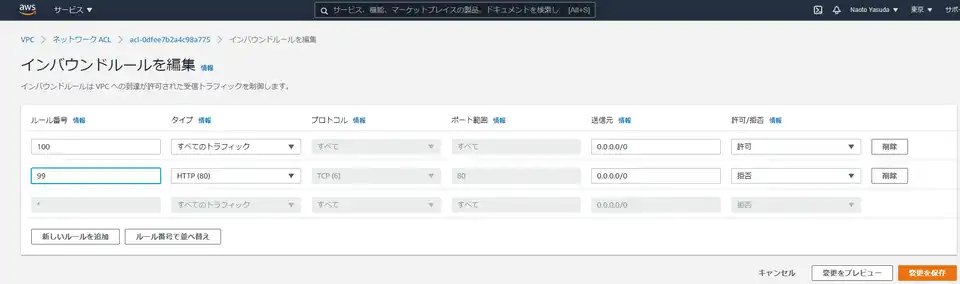 aws サービス ▼ サービス、機能、マーケットプレイスの製品、ドキュメントを検索し [Alt+S] Naoto Yasuda ▼ 東京 ▼ サポ
VPC > ネットワーク ACL > acl-0dfee7b2a4c98a775 > インバウンドルールを編集
インバウンドルールを編集 情報
インバウンドルールは VPC への到達が許可された受信トラフィックを制御します。
ルール番号 情報 タイプ 情報 プロトコル 情報 ポート範囲 情報 送信元 情報 許可/拒否 情報
100 すべてのトラフィック ▼ すべて ▼ すべて 0.0.0.0/0 許可 ▼ 削除
99 HTTP (80) ▼ TCP (6) ▼ 80 0.0.0.0/0 拒否 ▼ 削除
* すべてのトラフィック ▼ すべて ▼ すべて 0.0.0.0/0 拒否 ▼
新しいルールを追加 ルール番号で並べ替え
キャンセル 変更をプレビュー 変更を保存